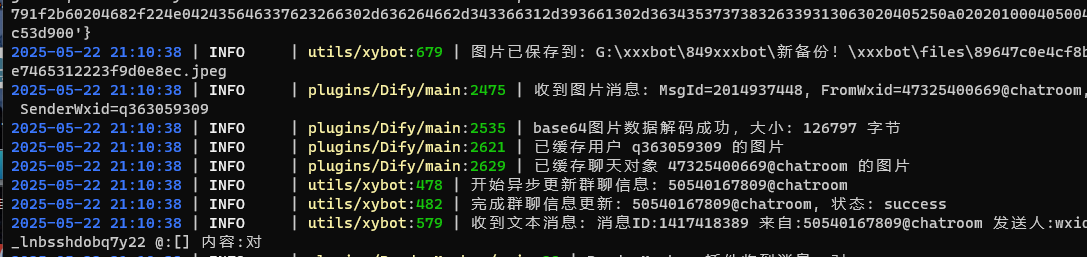 791f2b60204682f224e042435646337623266302d636264662d343366312d393661302d363435373738326339313063020405250a020201000405004
c53d900'}
2025-05-22 21:10:38 | INFO | utils/xybot:679 | 图片已保存到: G:\xxxbot\849xxxbot\新备份！\xxxbot\files\89647c0e4cf8b
e7465312223f9d0e8ec.jpeg
2025-05-22 21:10:38 | INFO | plugins/Dify/main:2475 | 收到图片消息: MsgId=2014937448, FromWxid=47325400669@chatroom,
SenderWxid=q363059309
2025-05-22 21:10:38 | INFO | plugins/Dify/main:2535 | base64图片数据解码成功，大小: 126797 字节
2025-05-22 21:10:38 | INFO | plugins/Dify/main:2621 | 已缓存用户 q363059309 的图片
2025-05-22 21:10:38 | INFO | plugins/Dify/main:2629 | 已缓存聊天对象 47325400669@chatroom 的图片
2025-05-22 21:10:38 | INFO | utils/xybot:478 | 开始异步更新群聊信息: 50540167809@chatroom
2025-05-22 21:10:38 | INFO | utils/xybot:482 | 完成群聊信息更新: 50540167809@chatroom, 状态: success
2025-05-22 21:10:38 | INFO | utils/xybot:579 | 收到文本消息: 消息ID:1417418389 来自:50540167809@chatroom 发送人:wxid
_lnbsshdobq7y22 @:[] 内容:对